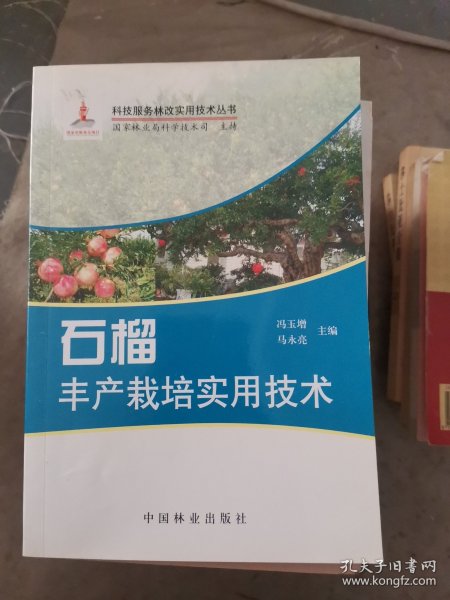 科技服务林改实用技术丛书
国家林业局科学技术司 主持
石榴
冯玉增
马永亮
主编
丰产栽培实用技术
中国林业出版社
孔夫子旧书网
www.kongfz.com